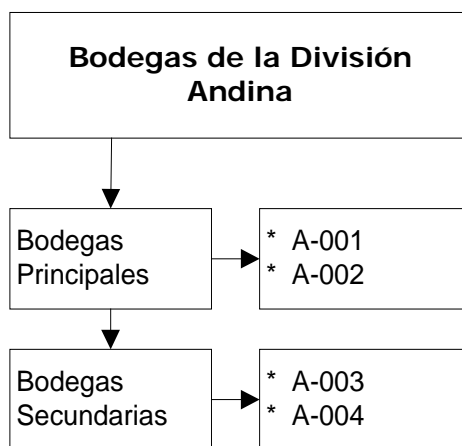 Bodegas de la División
Andina
Bodegas
Principales
* A-001
* A-002
Bodegas
Secundarias
* A-003
* A-004